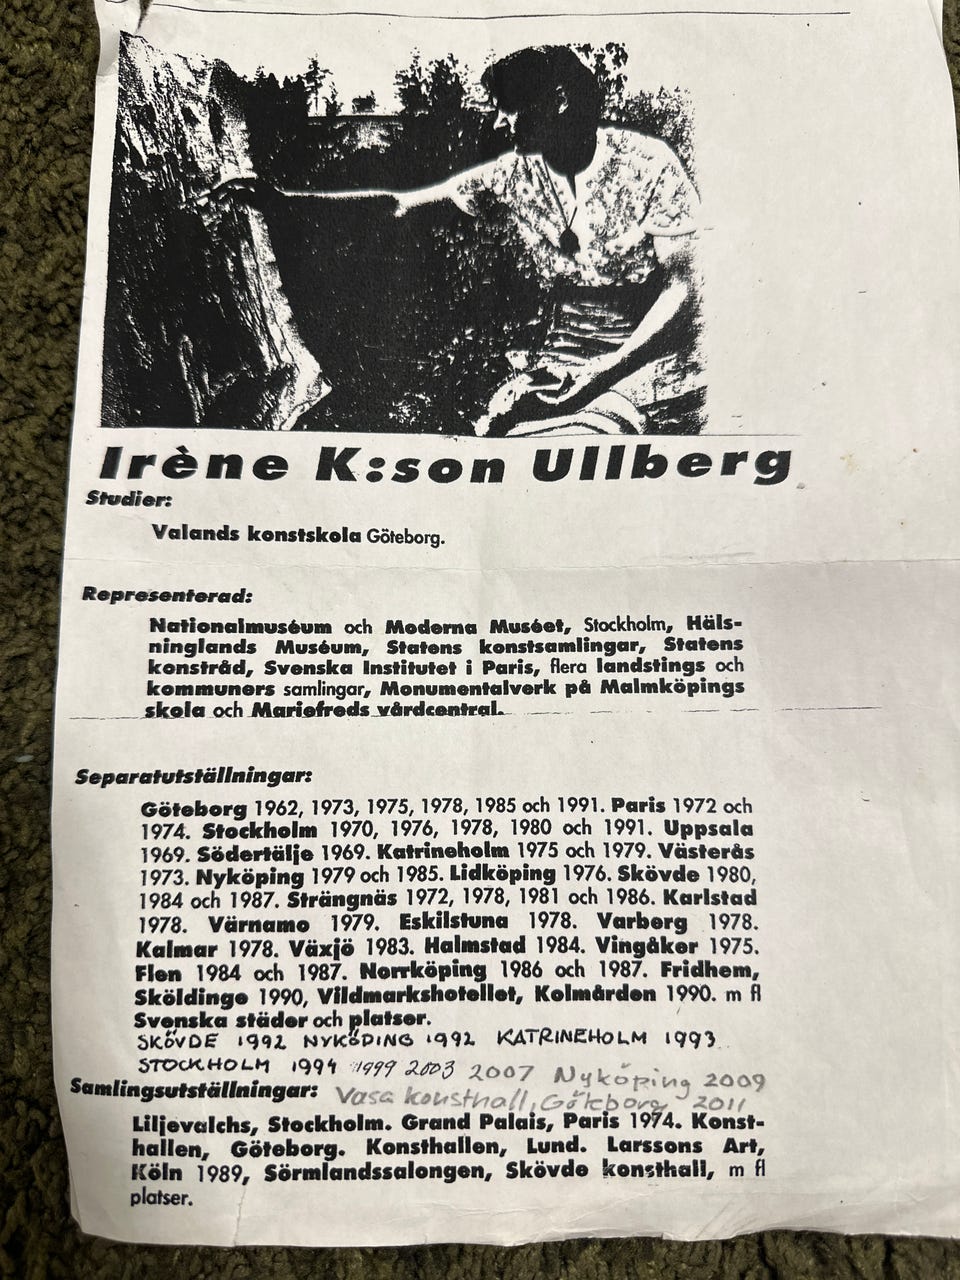 Irène K:son Ullberg
Studier:
Valands konstskola Göteborg.
Representerad:
Nationalmuséum och Moderna Muséet, Stockholm, Häls-
ninglands Muséum, Statens konstsamlingar, Statens
konstråd, Svenska Institutet i Paris, flera landstings och
kommuners samlingar, Monumentalverk på Malmköpings
skola och Mariefreds vårdcentral.
Separatutställningar:
Göteborg 1962, 1973, 1975, 1978, 1985 och 1991. Paris 1972 och
1974. Stockholm 1970, 1976, 1978, 1980 och 1991. Uppsala
1969. Södertälje 1969. Katrineholm 1975 och 1979. Västerås
1973. Nyköping 1979 och 1985. Lidköping 1976. Skövde 1980,
1984 och 1987. Strängnäs 1972, 1978, 1981 och 1986. Karlstad
1978. Värnamo 1979. Eskilstuna 1978. Varberg 1978.
Kalmar 1978. Växjö 1983. Halmstad 1984. Vingåker 1975.
Flen 1984 och 1987. Norrköping 1986 och 1987. Fridhem,
Sköldinge 1990, Vildmarkshotellet, Kolmården 1990. m fl
Svenska städer och platser.
SKÖVDE 1992 NYKÖPING 1992 KATRINEHOLM 1993
STOCKHOLM 1994 1999 2003 2007 Nyköping 2009
Samlingsutställningar: Vasa konsthall, Göteborg 2011
Liljevalchs, Stockholm. Grand Palais, Paris 1974. Konst-
hallen, Göteborg. Konsthallen, Lund. Larssons Art,
Köln 1989, Sörmlandssalongen, Skövde konsthall, m fl
platser.